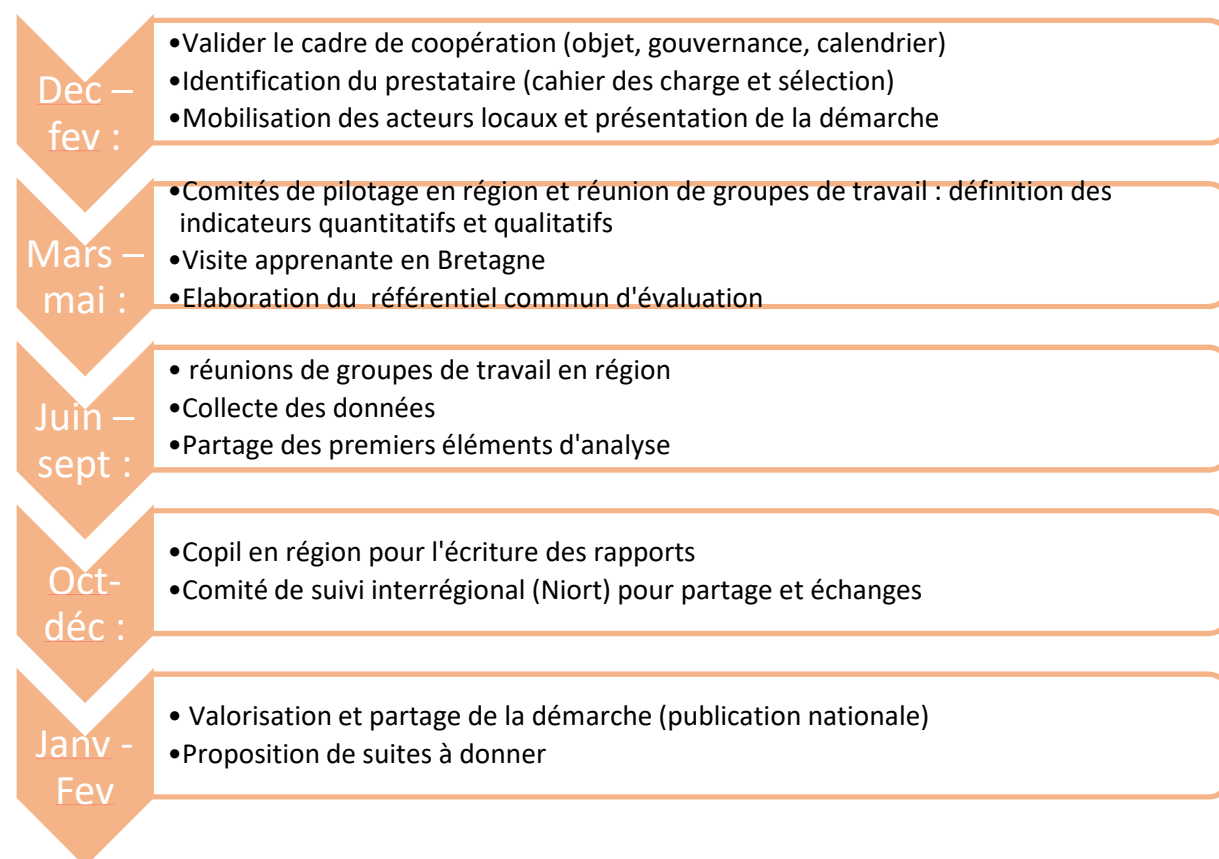 Dec –
fev :
•Valider le cadre de coopération (objet, gouvernance, calendrier)
•Identification du prestataire (cahier des charge et sélection)
•Mobilisation des acteurs locaux et présentation de la démarche
Mars –
mai :
•Comités de pilotage en région et réunion de groupes de travail : définition des
indicateurs quantitatifs et qualitatifs
•Visite apprenante en Bretagne
•Elaboration du  référentiel commun d'évaluation
Juin –
sept :
• réunions de groupes de travail en région
•Collecte des données
•Partage des premiers éléments d'analyse
Oct-
déc :
•Copil en région pour l'écriture des rapports
•Comité de suivi interrégional (Niort) pour partage et échanges
Janv -
Fev
• Valorisation et partage de la démarche (publication nationale)
•Proposition de suites à donner